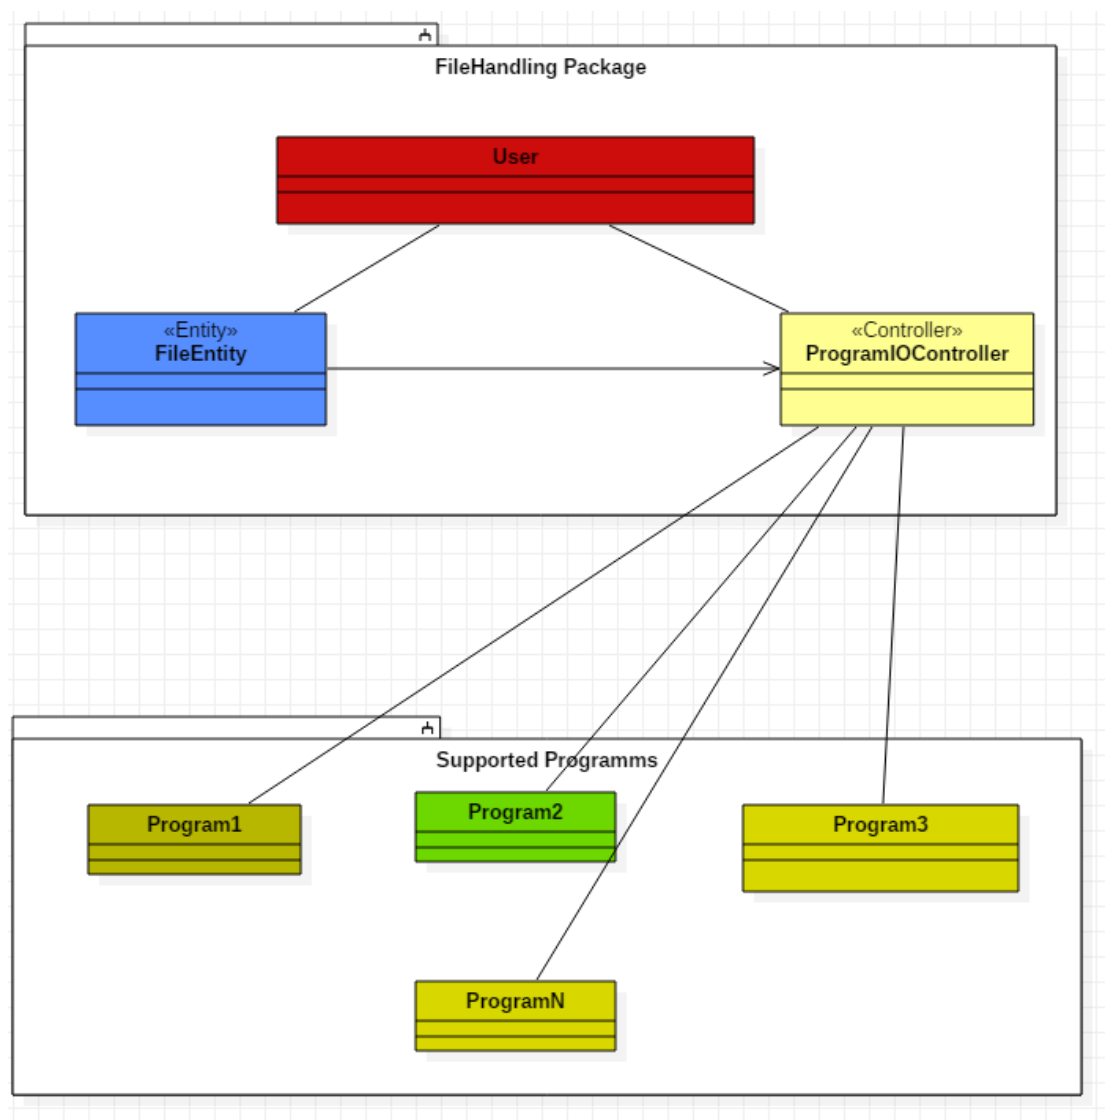 FileHandling Package
User
«Entity»
FileEntity
«Controller»
ProgramIOController
Supported Programms
Program1
Program2
Program3
ProgramN